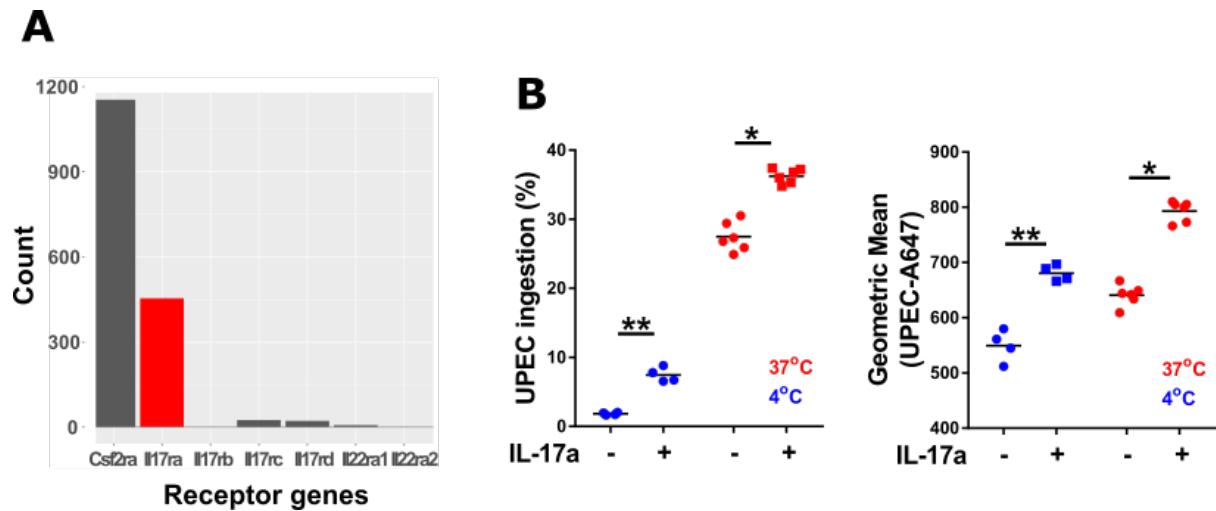 A
1200
900
600
300
0
Count
Csf2ra Il17ra Il17rb Il17rc Il17rd Il22ra1 Il22ra2
Receptor genes
B
UPEC ingestion (%)
40
30
20
10
0
**
*
37°C
4°C
IL-17a - + - +
Geometric Mean
(UPEC-A647)
900
800
700
600
500
400
**
*
37°C
4°C
IL-17a - + - +